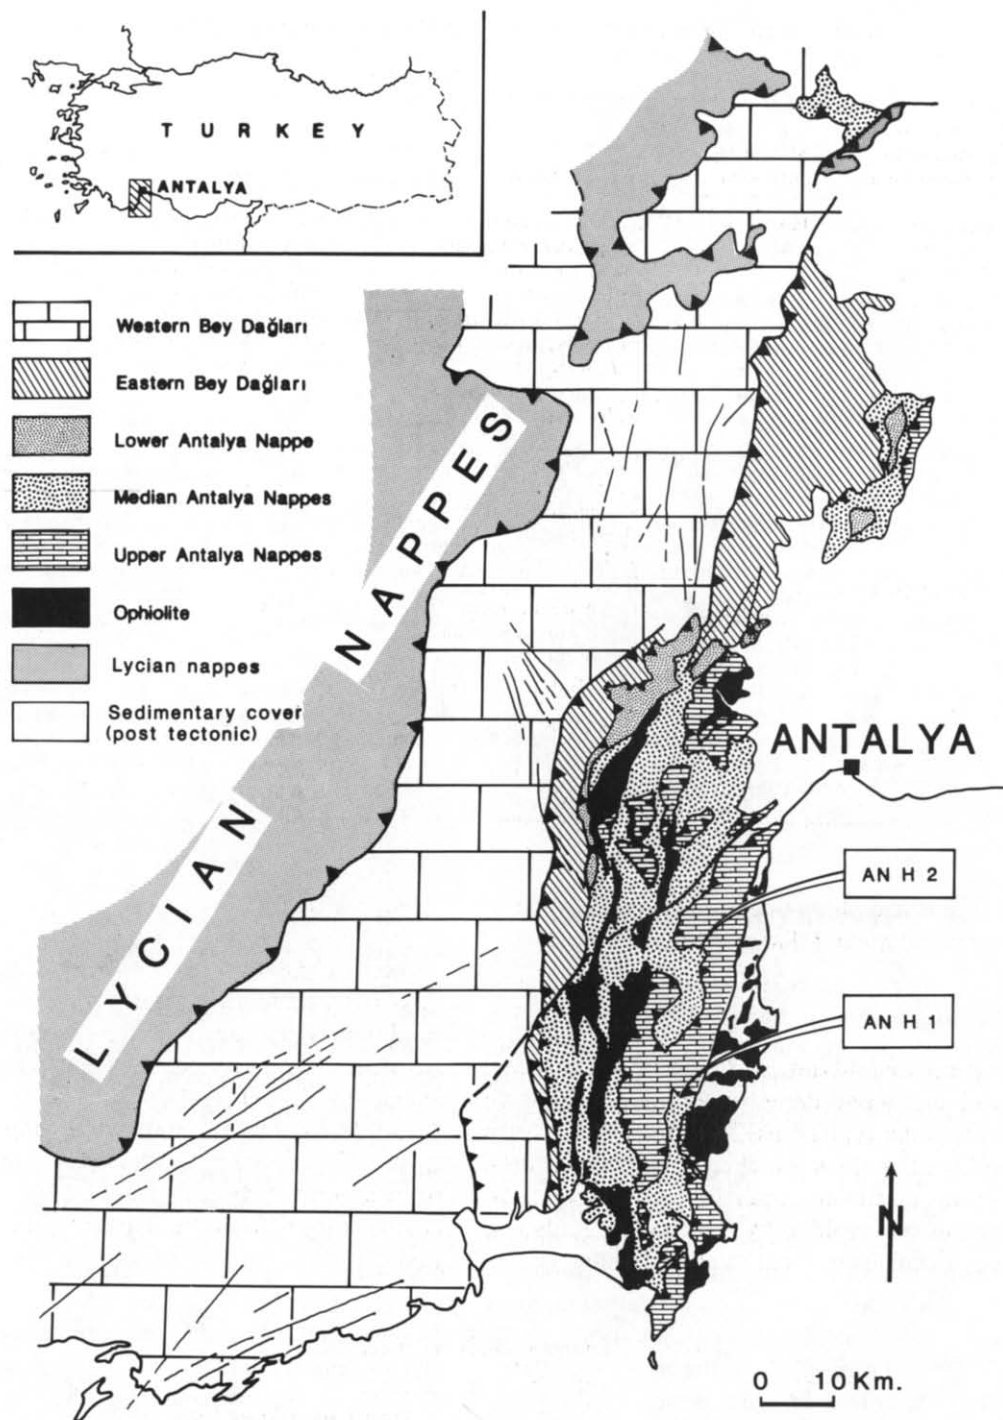 TURKEY
ANTALYA
Western Bey Dağları
Eastern Bey Dağları
Lower Antalya Nappe
Median Antalya Nappes
Upper Antalya Nappes
Ophiolite
Lycian nappes
Sedimentary cover
(post tectonic)
LYCIAN NAPPES
ANTALYA
AN H 2
AN H 1
N
0 10 Km.